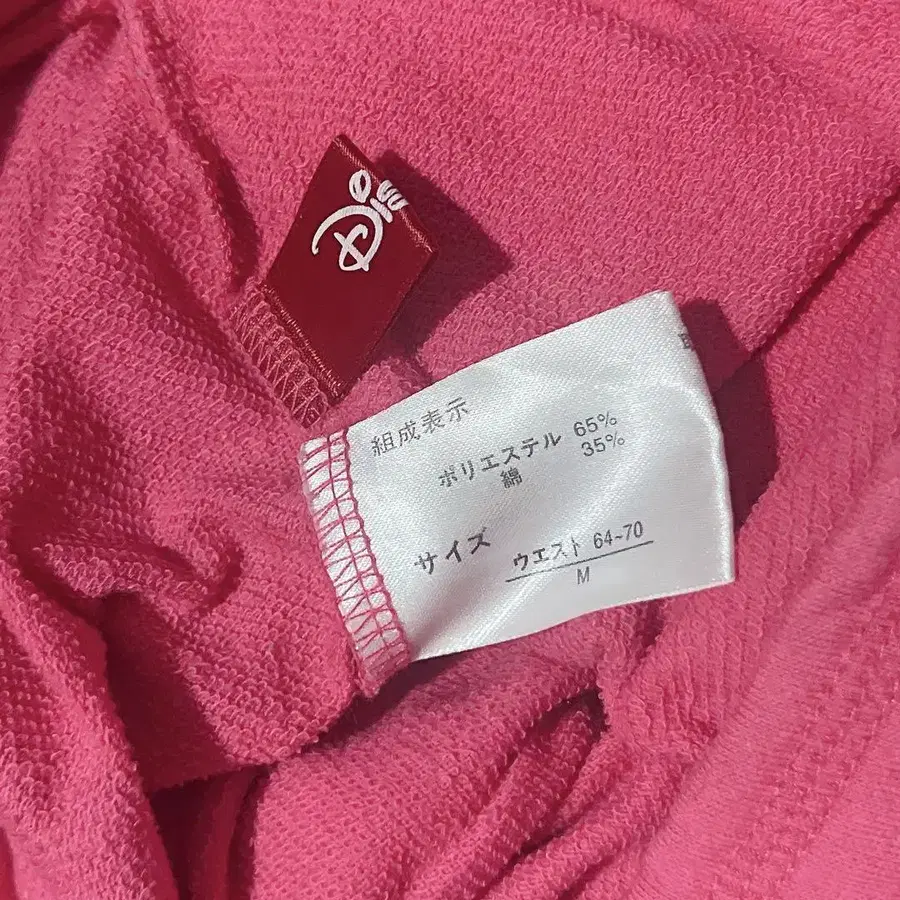 Dis
組成表示
ポリエステル 65%
綿 35%
サイズ
ウエスト 64~70
M